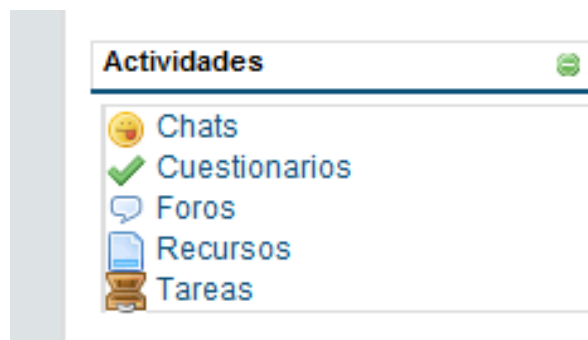 Actividades
Chats
Cuestionarios
Foros
Recursos
Tareas